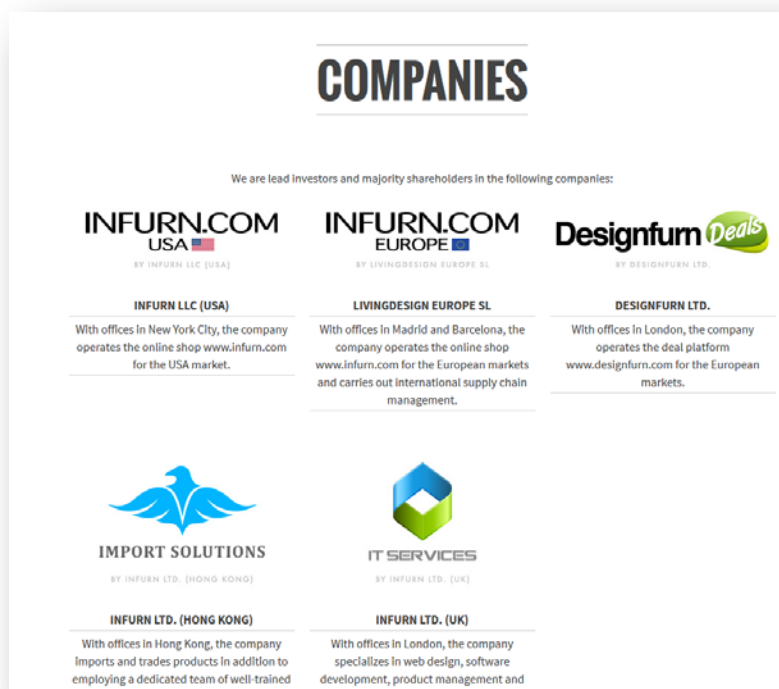 COMPANIES
We are lead investors and majority shareholders in the following companies:
INFURN.COM
USA
BY INFURN LLC (USA)
INFURN LLC (USA)
With offices in New York City, the company
operates the online shop www.infurn.com
for the USA market.
INFURN.COM
EUROPE
BY LIVINGDESIGN EUROPE SL
LIVINGDESIGN EUROPE SL
With offices in Madrid and Barcelona, the
company operates the online shop
www.infurn.com for the European markets
and carries out international supply chain
management.
Designfurn Deals
BY DESIGNFURN LTD.
DESIGNFURN LTD.
With offices in London, the company
operates the deal platform
www.designfurn.com for the European
markets.
IMPORT SOLUTIONS
BY INFURN LTD. (HONG KONG)
INFURN LTD. (HONG KONG)
With offices in Hong Kong, the company
imports and trades products in addition to
employing a dedicated team of well-trained
IT SERVICES
BY INFURN LTD. (UK)
INFURN LTD. (UK)
With offices in London, the company
specializes in web design, software
development, product management and